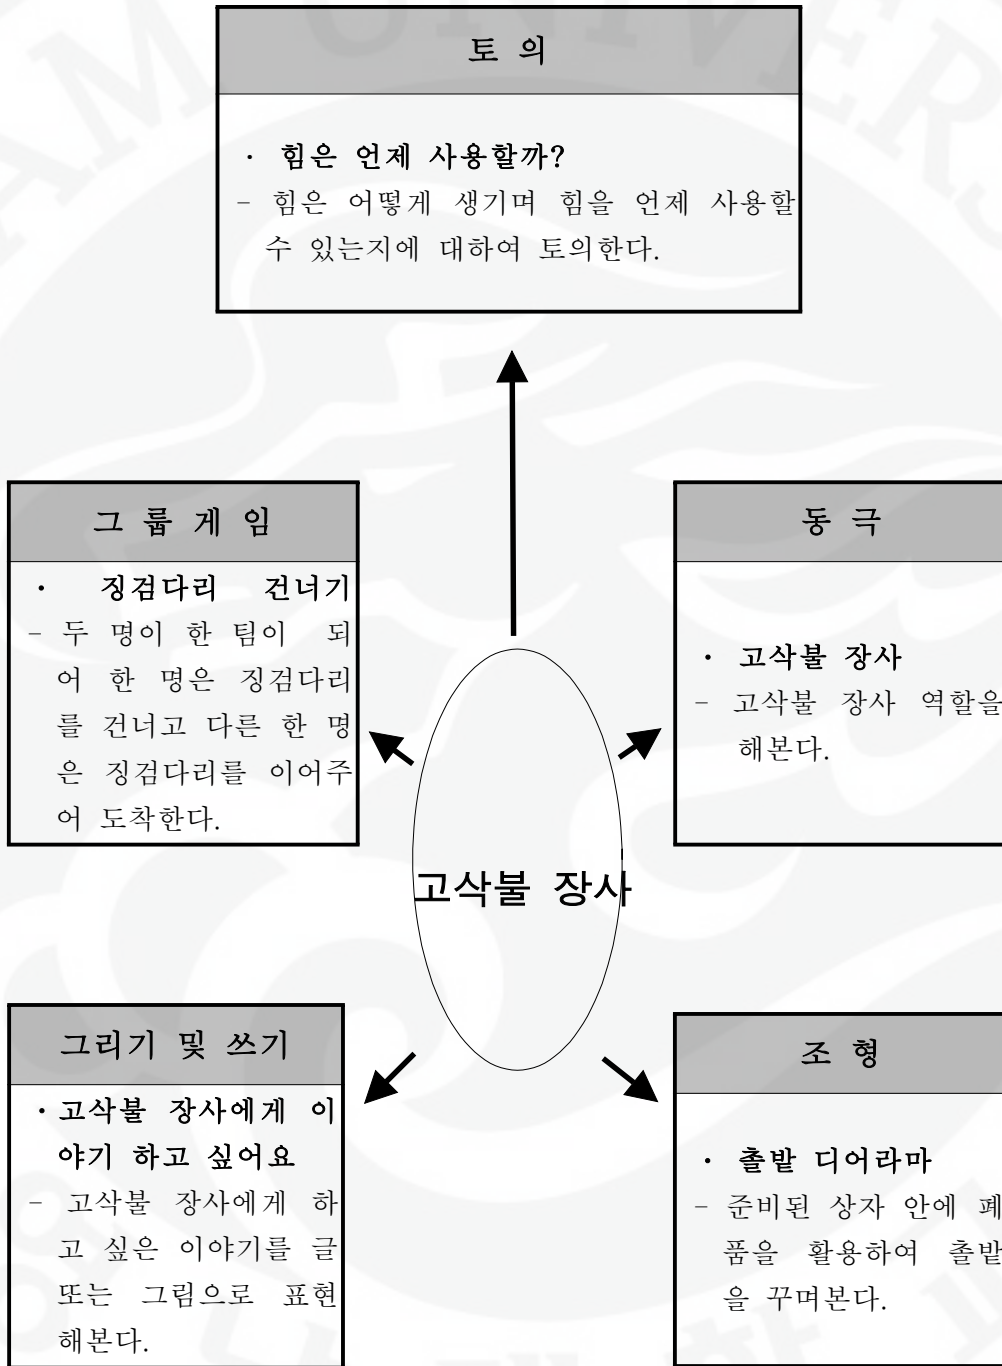 토 의
· 힘은 언제 사용할까?
- 힘은 어떻게 생기며 힘을 언제 사용할
수 있는지에 대하여 토의한다.
그 룹 게 임
· 징검다리 건너기
- 두 명이 한 팀이 되
어 한 명은 징검다리
를 건너고 다른 한 명
은 징검다리를 이어주
어 도착한다.
동 극
· 고삭불 장사
- 고삭불 장사 역할을
해본다.
고삭불 장사
그리기 및 쓰기
· 고삭불 장사에게 이
야기 하고 싶어요
- 고삭불 장사에게 하
고 싶은 이야기를 글
또는 그림으로 표현
해본다.
조 형
· 촐밭 디어라마
- 준비된 상자 안에 폐
품을 활용하여 촐밭
을 꾸며본다.